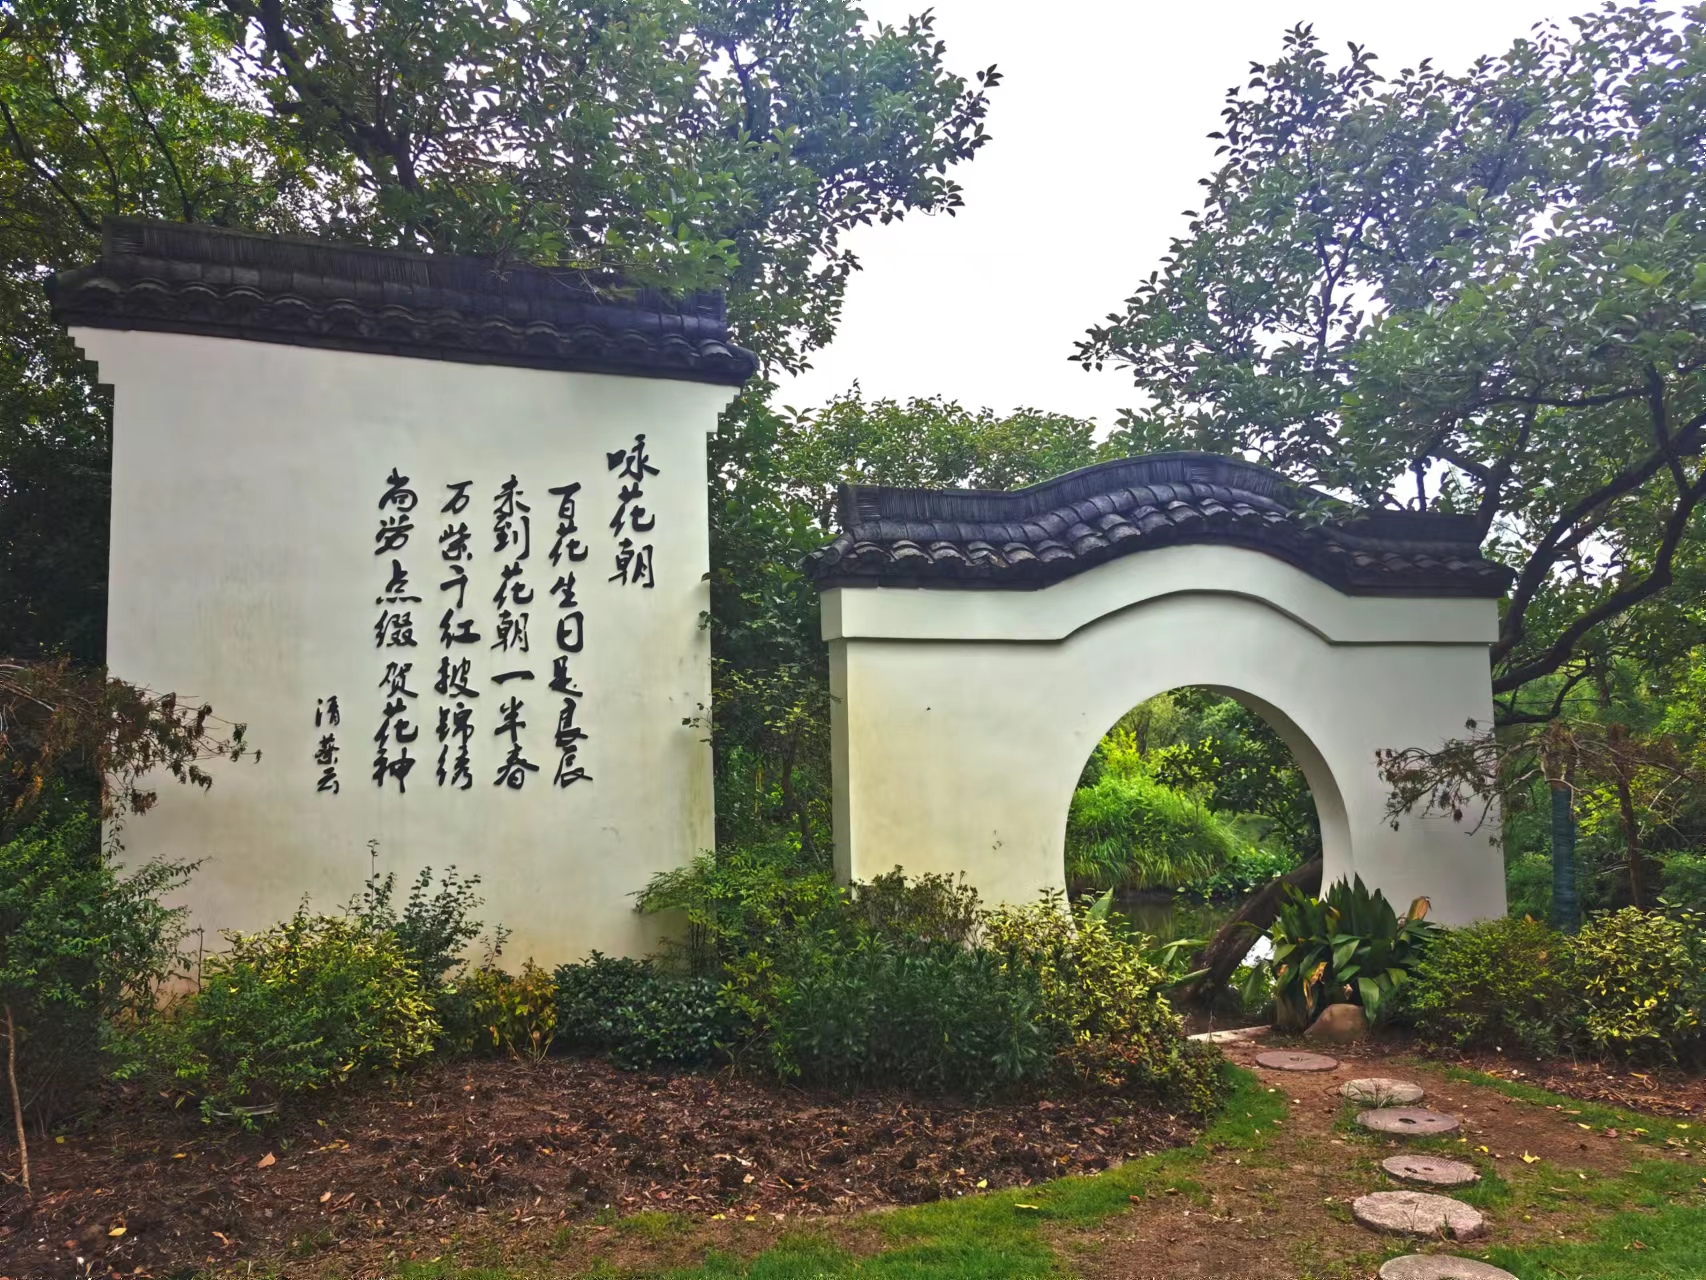 咏花朝
百花生日是良辰
未到花朝一半春
万紫千红披锦绣
尚劳点缀贺花神
清 蔡云